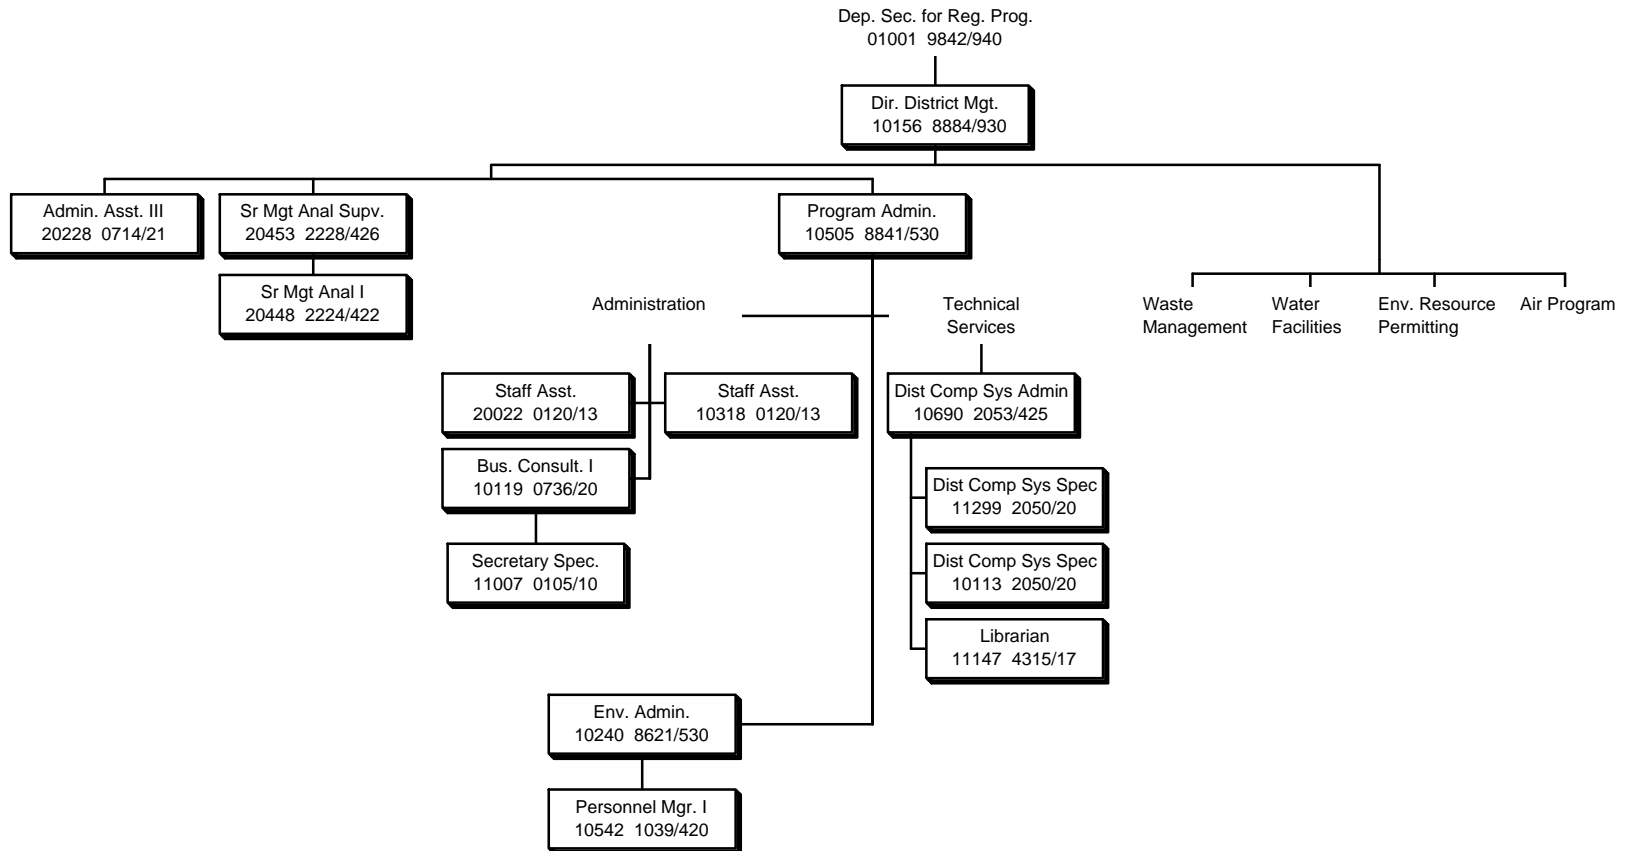 Dep. Sec. for Reg. Prog.
01001 9842/940
Dir. District Mgt.
10156 8884/930
Admin. Asst. III
20228 0714/21
Sr Mgt Anal Supv.
20453 2228/426
Program Admin.
10505 8841/530
Sr Mgt Anal I
20448 2224/422
Administration
Technical
Services
Waste
Management
Water
Facilities
Env. Resource
Permitting
Air Program
Staff Asst.
20022 0120/13
Staff Asst.
10318 0120/13
Dist Comp Sys Admin
10690 2053/425
Bus. Consult. I
10119 0736/20
Dist Comp Sys Spec
11299 2050/20
Secretary Spec.
11007 0105/10
Dist Comp Sys Spec
10113 2050/20
Librarian
11147 4315/17
Env. Admin.
10240 8621/530
Personnel Mgr. I
10542 1039/420